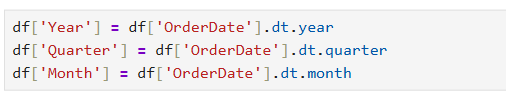 df['Year'] = df['OrderDate'].dt.year
df['Quarter'] = df['OrderDate'].dt.quarter
df['Month'] = df['OrderDate'].dt.month